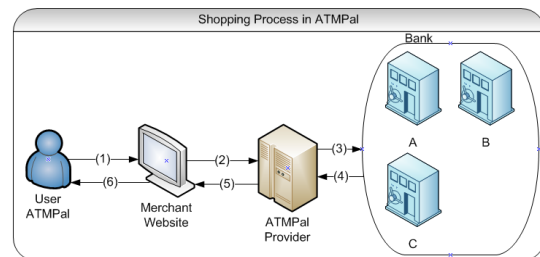 Shopping Process in ATMPal
Bank
A
B
(1)
(2)
(3)
(6)
(5)
(4)
User
ATMPal
Merchant
Website
ATMPal
Provider
C